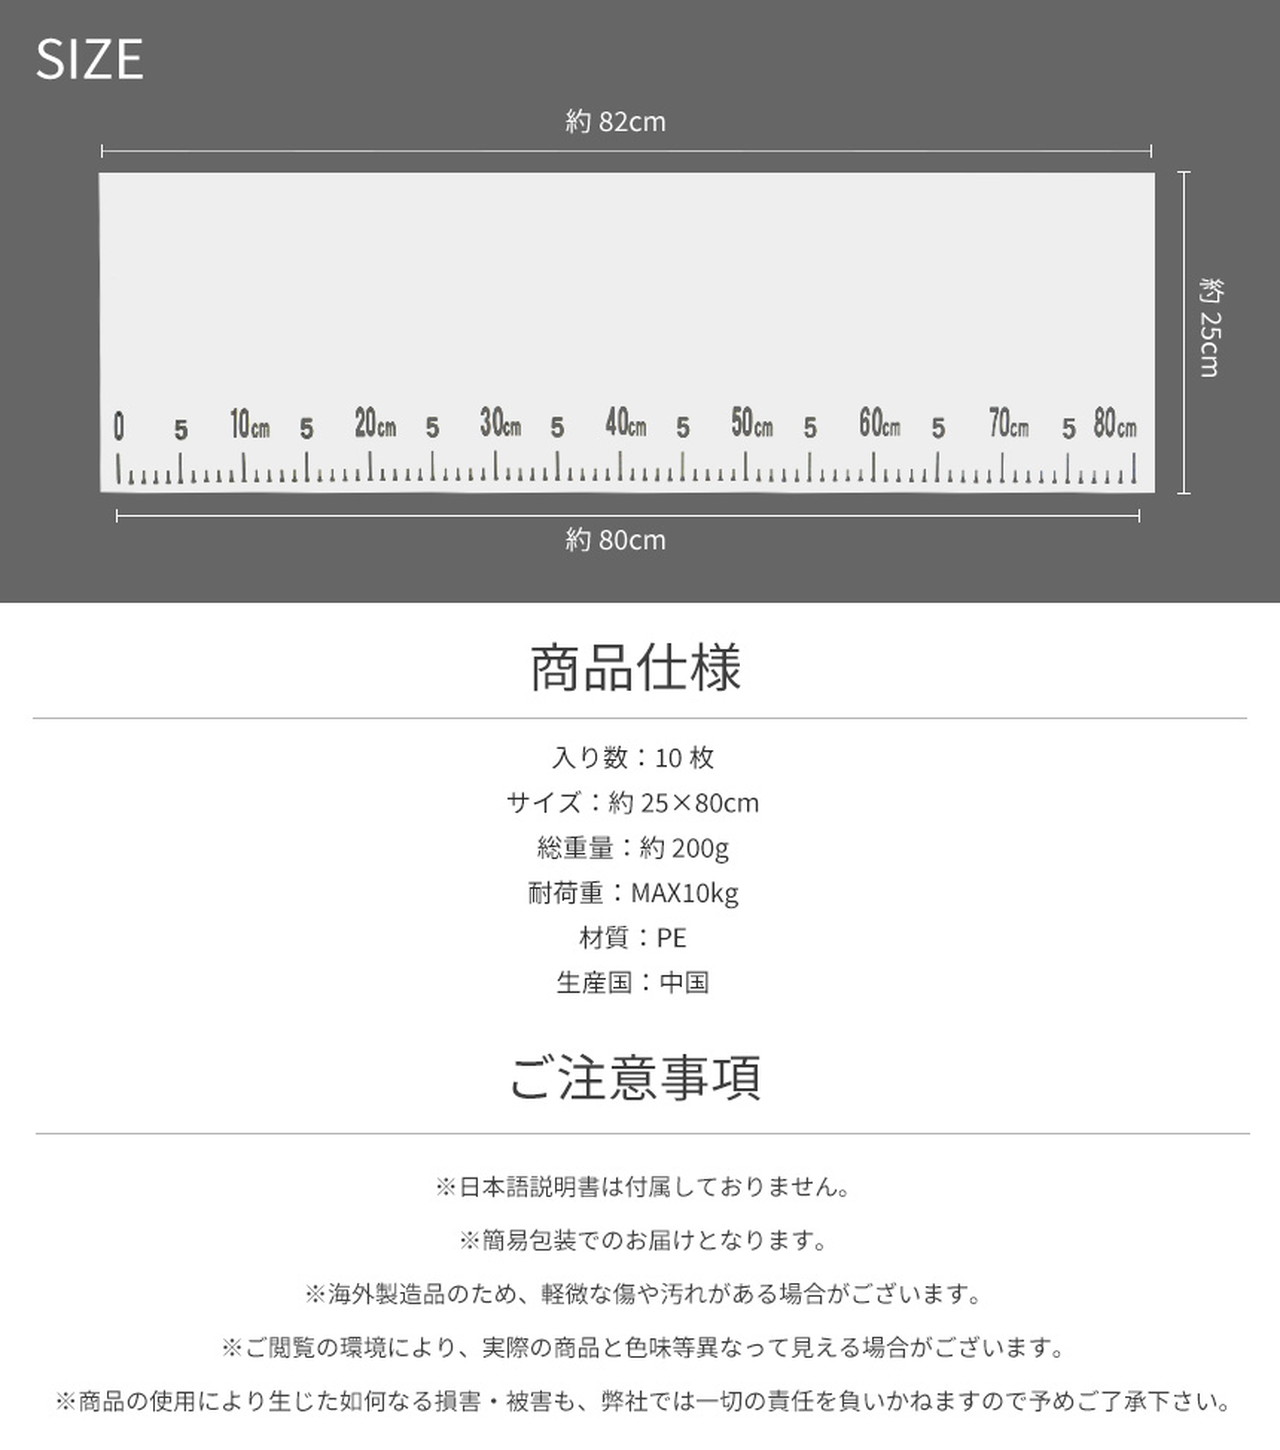 SIZE
約 82cm
約 25cm
0 5 10cm 5 20cm 5 30cm 5 40cm 5 50cm 5 60cm 5 70cm 5 80cm
約 80cm
商品仕様
入り数：10 枚
サイズ：約 25×80cm
総重量：約 200g
耐荷重：MAX10kg
材質：PE
生産国：中国
ご注意事項
※日本語説明書は付属しておりません。
※簡易包装でのお届けとなります。
※海外製造品のため、軽微な傷や汚れがある場合がございます。
※ご閲覧の環境により、実際の商品と色味等異なって見える場合がございます。
※商品の使用により生じた如何なる損害・被害も、弊社では一切の責任を負いかねますので予めご了承下さい。